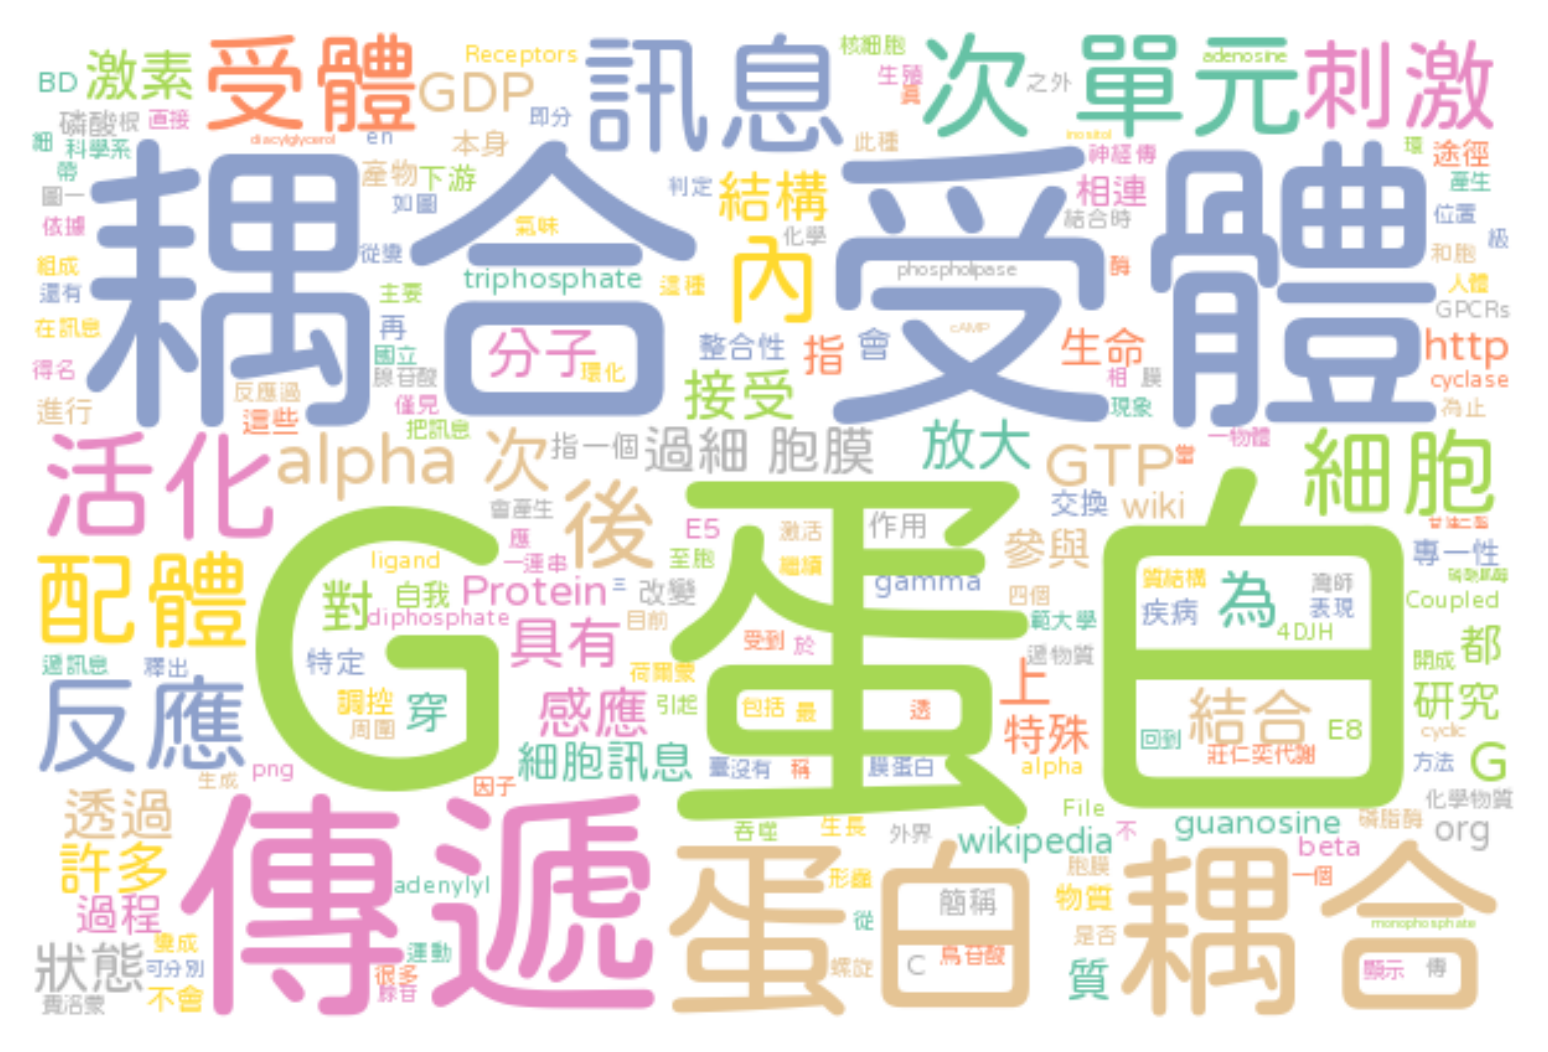 BD 激素 受體 GDP Receptors 訊息 核細胞 次 單元 adenosine 刺激
磷酸根 直接 diacylglycerol en 即分 生殖 之外
細 科學系 本身 此種 inositol 神經傳 環 途徑
帶 產物 下游 判定 結構 相連 產生
圖一 如圖 結合時 位置
耦合 受體
依據 從變 氣味 化學 和胞 級
組成 triphosphate 這種 內 phospholipase 酶 人體
還有 主要 GPCRs
在訊息 再 分子 整合性 指 會 cAMP 生命 http
得名 國立 腺苷酸 環化 接受 相 膜 cyclase
進行 反應過 這些 僅見 把訊息 現象 為止
活化 alpha 次 指一個 過細 胞膜 放大 GTP 當 一物體 細胞
會產生 後 E5 激活 作用 交換 wiki
應 參與 專一性
配體 G蛋白 ligand 一連串 至胞 繼續 gamma 質結構 為 灣師
對 自我 Protein 三 改變 四個 疾病 表現 Coupled
diphosphate 具有 目前 受到 於 範大學 4DJH 都
遞訊息 釋出 特定 荷爾蒙 遞物質 開成
反應 調控 穿 感應 引起 包括 最 透 上 結合 研究
周圍 特殊 回到 E8 cyclic
生成 png 細胞訊息 臺沒有 稱 膜蛋白 alpha 莊仁奕代謝 方法 G
透過 因子 File 化學物質
傳遞 吞噬 生長 外界 wikipedia 不 guanosine 磷脂酶 org
許多 adenylyl 蛋白 形 胞膜 beta 耦合
過程 簡稱 物質 一個
狀態 變成 運動 從 是否 monophosphate
可分別 很多 螺旋 C 鳥苷酸 質 顯示 傳
費洛蒙 不會 腺苷